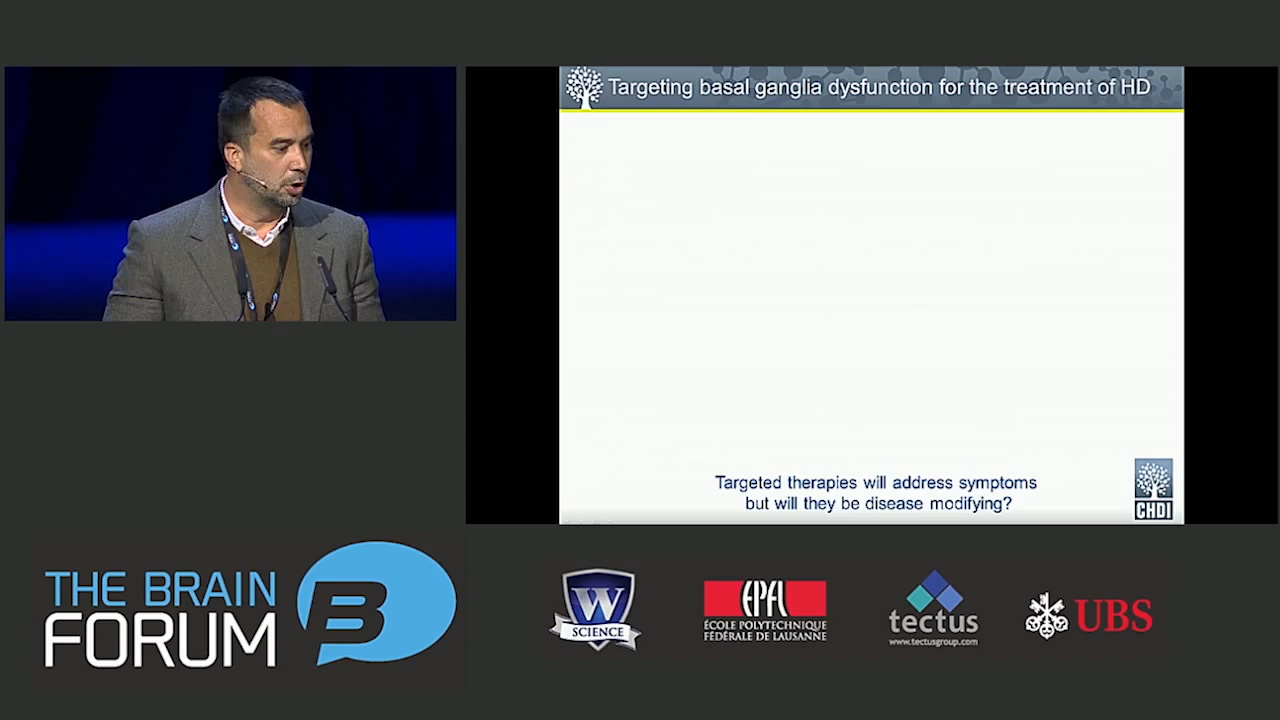 Targeting basal ganglia dysfunction for the treatment of HD
Targeted therapies will address symptoms
but will they be disease modifying?
CHDI
THE BRAIN
FORUM
B
W
SCIENCE
EPFL
ÉCOLE POLYTECHNIQUE
FÉDÉRALE DE LAUSANNE
tectus
www.tectusgroup.com
UBS